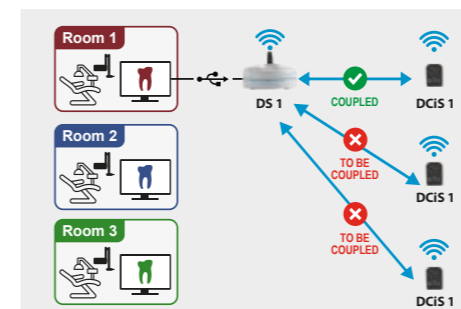 Room 1
DS 1
COUPLED
DCiS 1
Room 2
TO BE
COUPLED
DCiS 1
Room 3
TO BE
COUPLED
DCiS 1